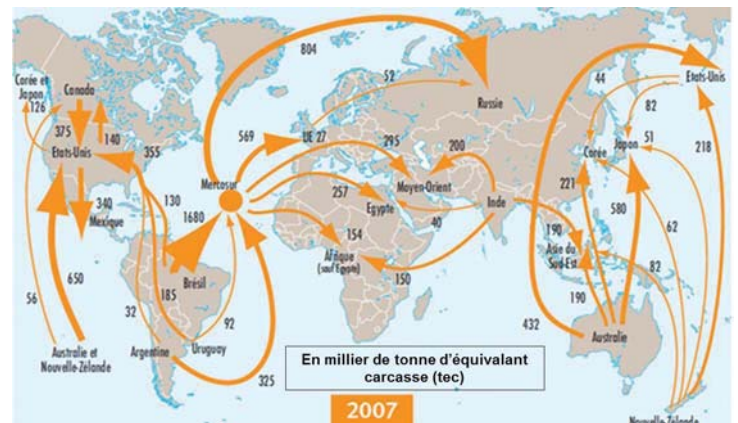 804
Corée et
Japon
126
Canada
375
140
Etats-Unis
355
340
Mexique
130
1680
650
56
Australie et
Nouvelle-Zélande
32
185
Brésil
Argentine
Uruguay
92
325
Mercosur
569
UE 27
52
Russie
295
200
Moyen-Orient
257
Egypte
40
Inde
154
Afrique
(sauf Egypte)
150
44
Etats-Unis
82
Corée
Japon
51
218
221
580
62
190
Asie du
Sud-Est
82
190
432
Australie
Nouvelle-Zélande
En millier de tonne d'équivalant
carcasse (tec)
2007